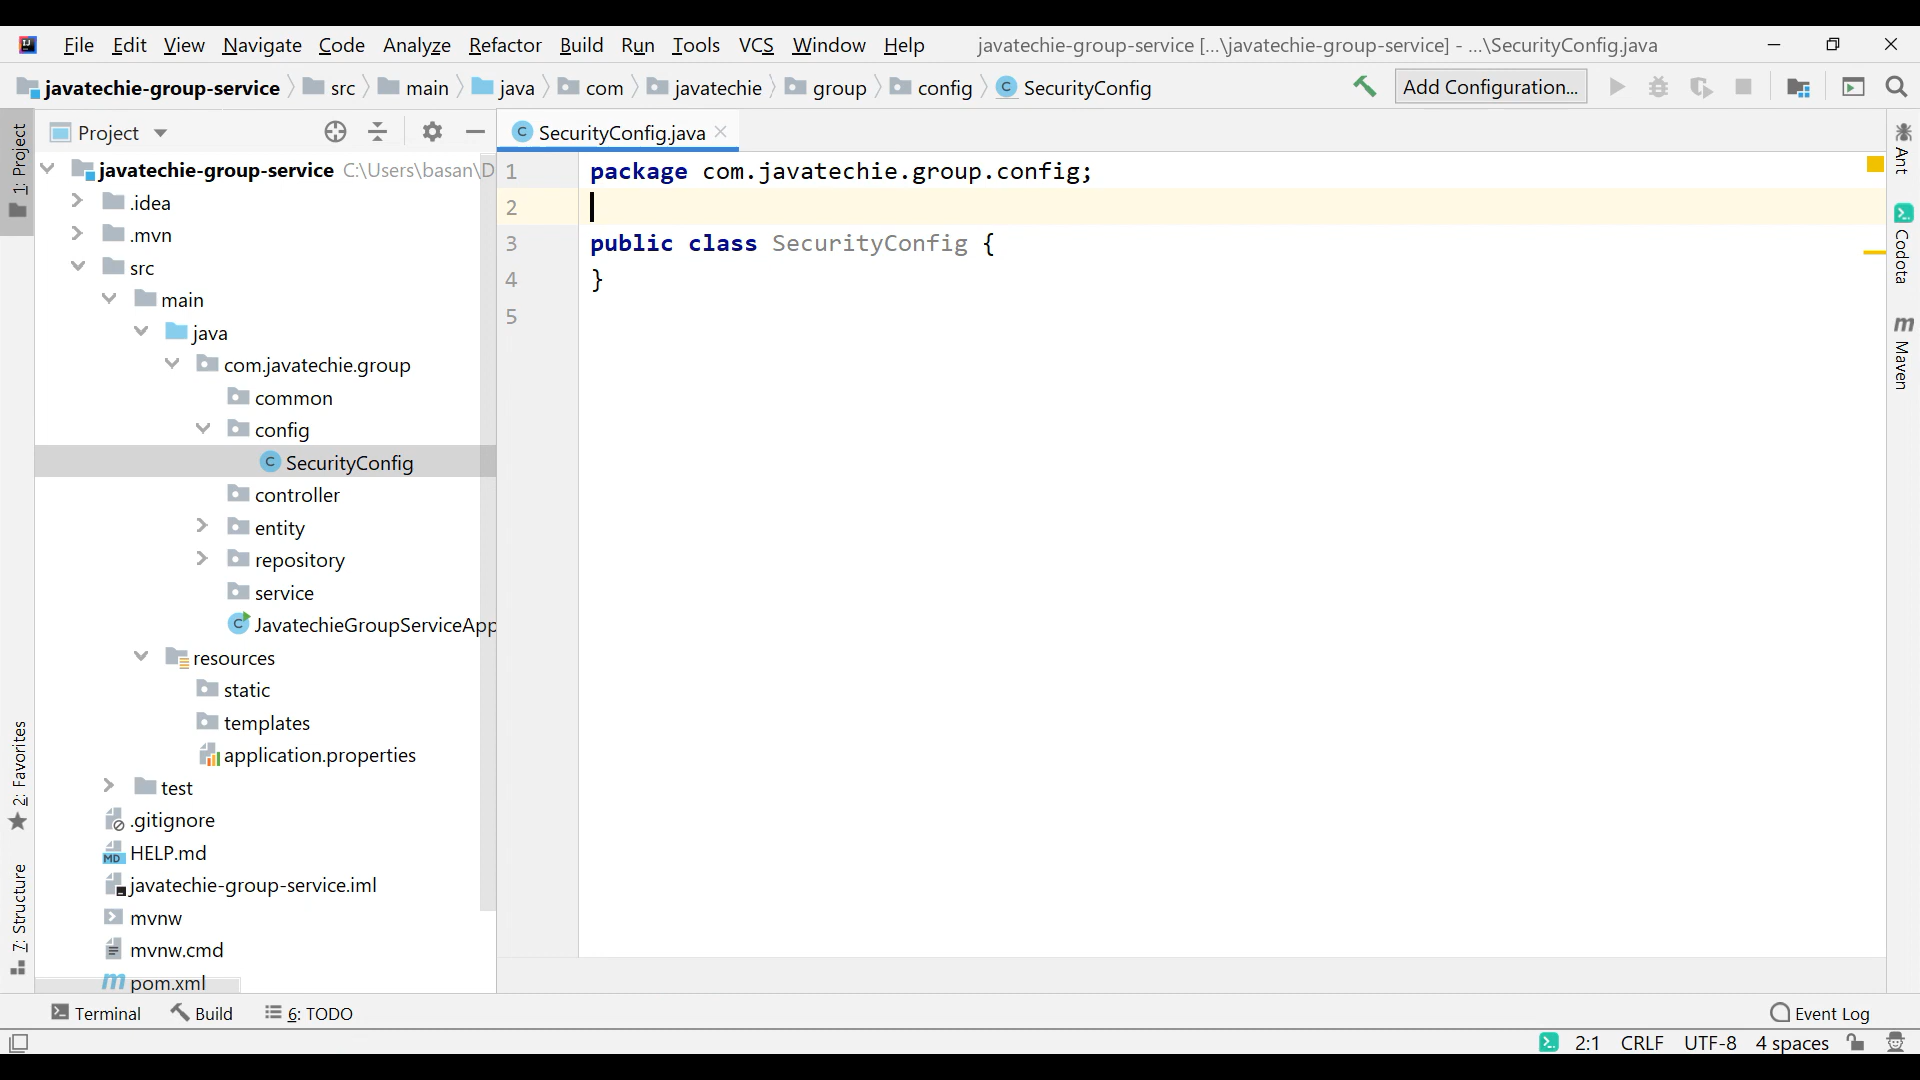 File Edit View Navigate Code Analyze Refactor Build Run Tools VCS Window Help javatechie-group-service [...\javatechie-group-service] - ...\SecurityConfig.java
javatechie-group-service src main java com javatechie group config SecurityConfig Add Configuration...
1: Project
Project
SecurityConfig.java
javatechie-group-service C:\Users\basan\D
.idea
.mvn
src
main
java
com.javatechie.group
common
config
SecurityConfig
controller
entity
repository
service
JavatechieGroupServiceApp
resources
static
templates
application.properties
test
.gitignore
HELP.md
javatechie-group-service.iml
mvnw
mvnw.cmd
pom.xml
2: Favorites
7: Structure
1 package com.javatechie.group.config;
2
3 public class SecurityConfig {
4 }
5
Ant
Codota
Maven
Terminal Build 6: TODO Event Log
2:1 CRLF UTF-8 4 spaces